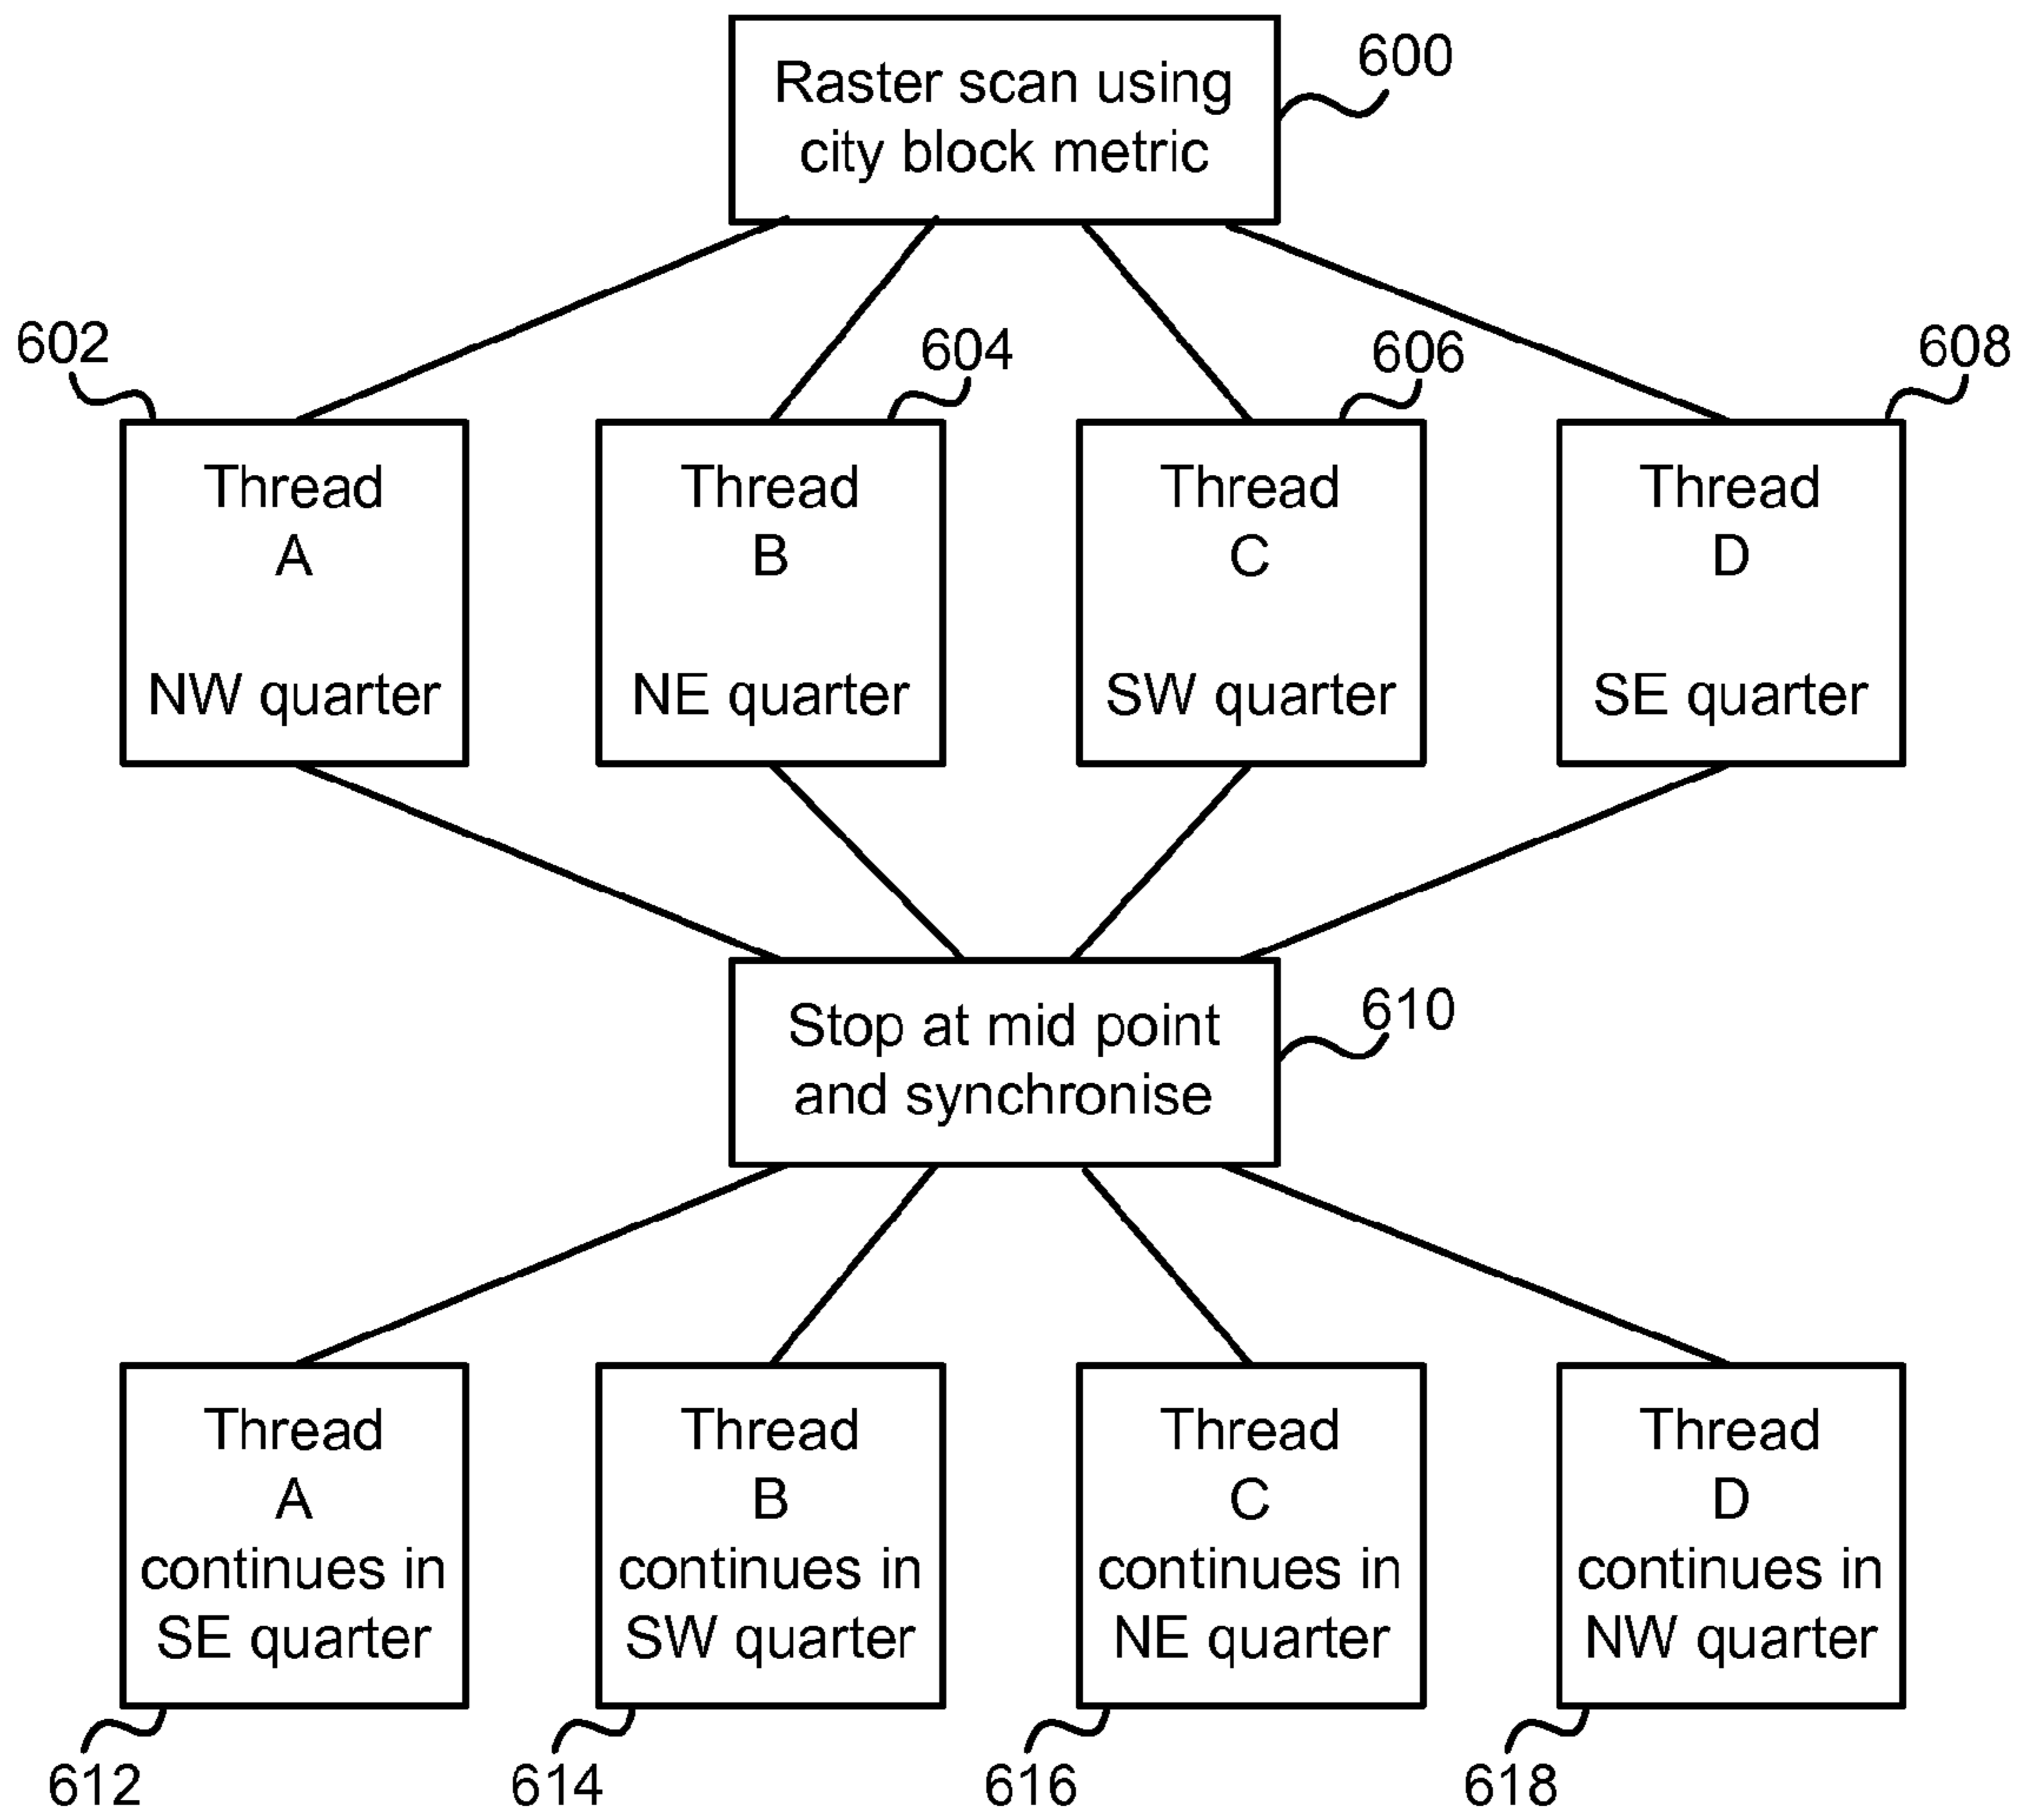 Raster scan using
city block metric
600
602
604
606
608
Thread
A
NW quarter
Thread
B
NE quarter
Thread
C
SW quarter
Thread
D
SE quarter
Stop at mid point
and synchronise
610
Thread
A
continues in
SE quarter
Thread
B
continues in
SW quarter
Thread
C
continues in
NE quarter
Thread
D
continues in
NW quarter
612
614
616
618